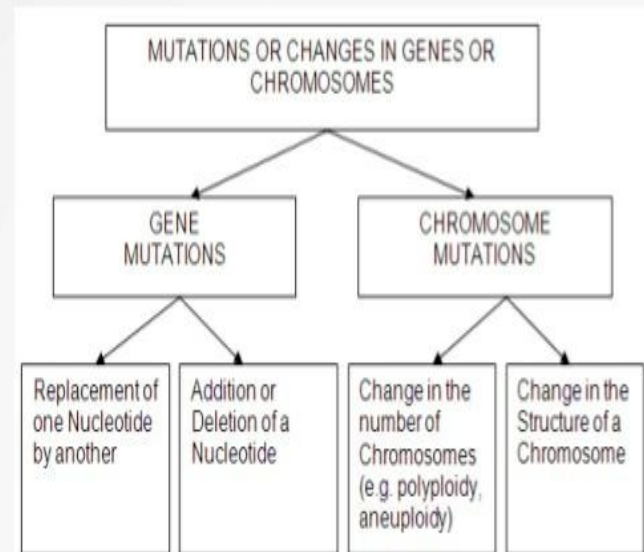 MUTATIONS OR CHANGES IN GENES OR
CHROMOSOMES
GENE
MUTATIONS
CHROMOSOME
MUTATIONS
Replacement of
one Nucleotide
by another
Addition or
Deletion of a
Nucleotide
Change in the
number of
Chromosomes
(e.g. polyploidy,
aneuploidy)
Change in the
Structure of a
Chromosome